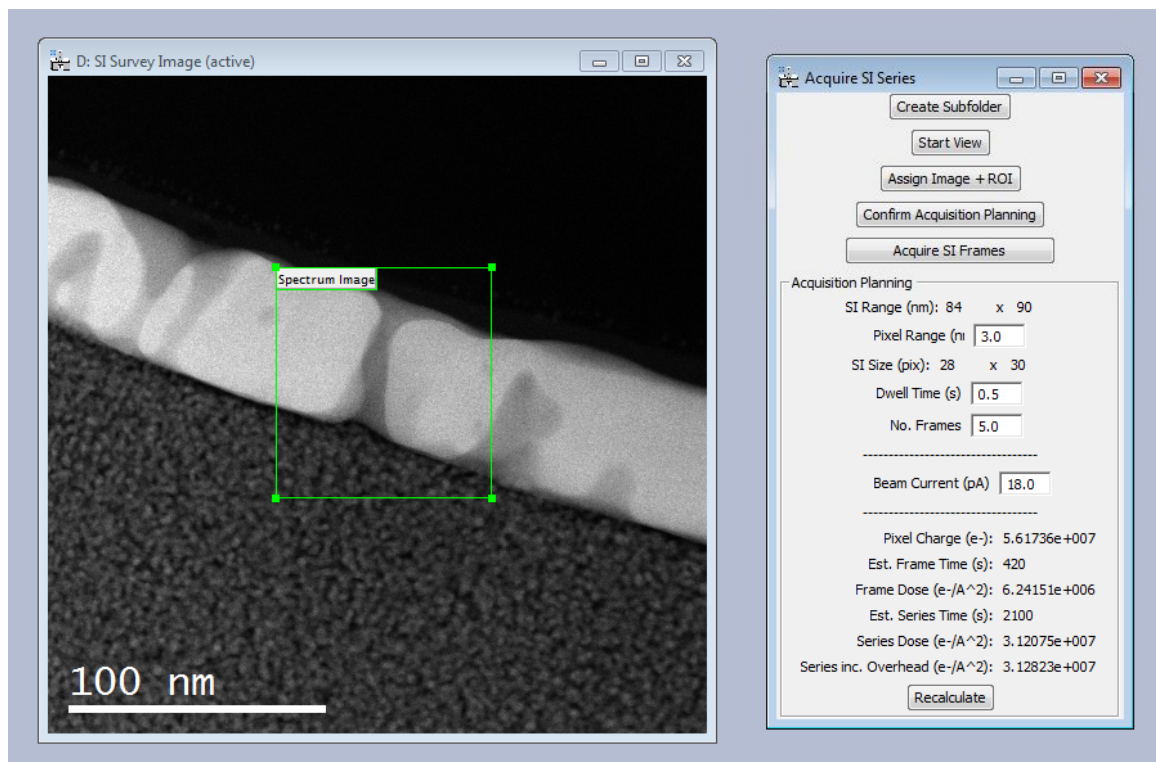 D: SI Survey Image (active)
Spectrum Image
100 nm
Acquire SI Series
Create Subfolder
Start View
Assign Image + ROI
Confirm Acquisition Planning
Acquire SI Frames
Acquisition Planning
SI Range (nm): 84 x 90
Pixel Range (nı 3.0
SI Size (pix): 28 x 30
Dwell Time (s) 0.5
No. Frames 5.0
----------------------------------
Beam Current (pA) 18.0
----------------------------------
Pixel Charge (e-): 5.61736e+007
Est. Frame Time (s): 420
Frame Dose (e-/A^2): 6.24151e+006
Est. Series Time (s): 2100
Series Dose (e-/A^2): 3.12075e+007
Series inc. Overhead (e-/A^2): 3.12823e+007
Recalculate